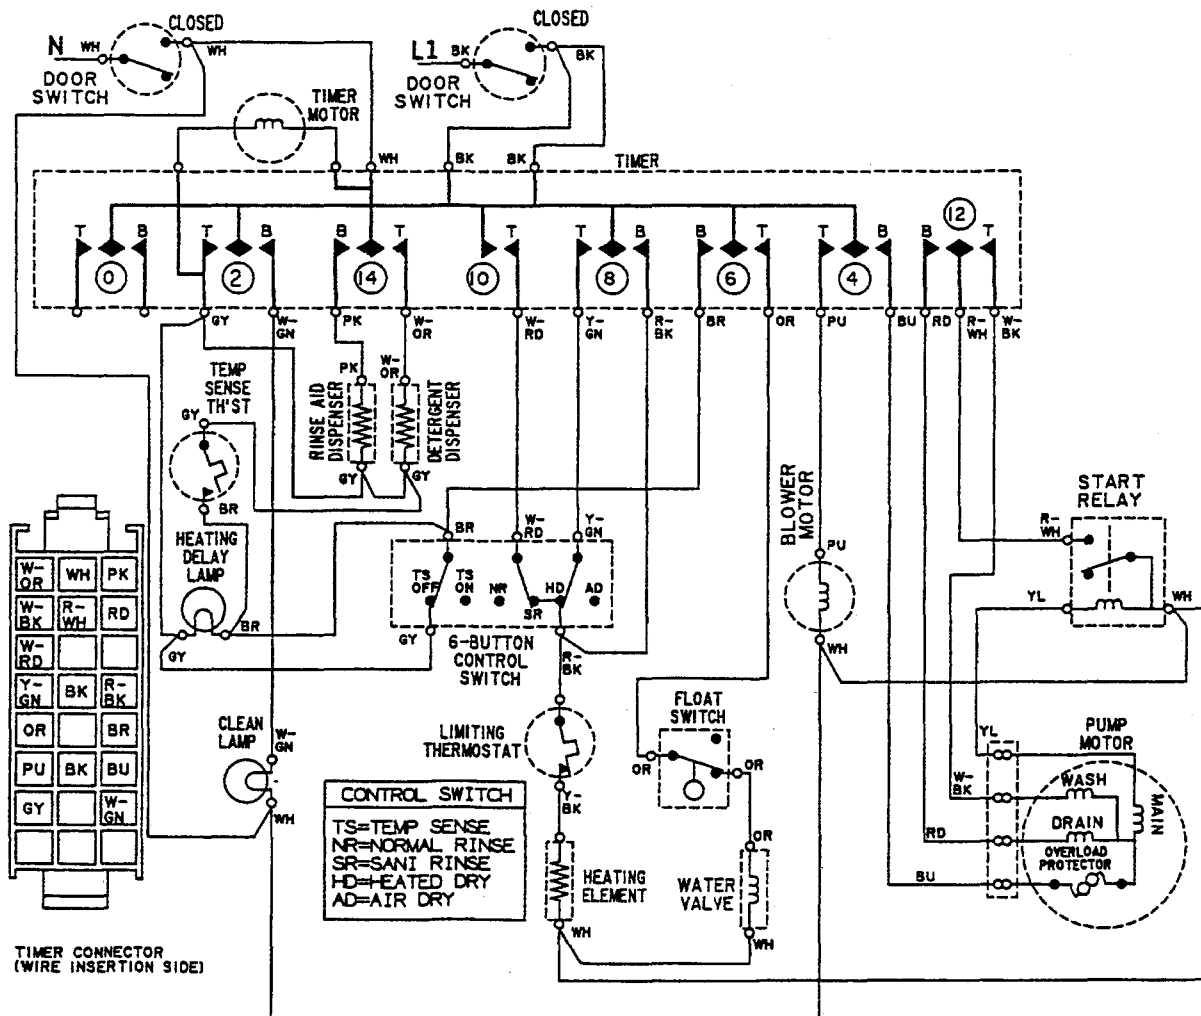 CLOSED
N
WH
WH
DOOR
SWITCH
CLOSED
L1
BK
BK
DOOR
SWITCH
TIMER
MOTOR
WH
BK
BK
TIMER
T
B
T
B
B
T
T
T
B
B
T
T
B
B
T
12
0
2
14
10
8
6
4
GY
W-
GN
PK
W-
OR
W-
RD
Y-
GN
R-
BK
BR
OR
PU
BU
RD
R-
WH
W-
BK
TEMP
SENSE
TH'ST
GY
BR
PK
W-
OR
RINSE AID
DISPENSER
DETERGENT
DISPENSER
GY
GY
HEATING
DELAY
LAMP
BR
GY
BR
W-
RD
Y-
GN
TS
OFF
TS
ON
NR
SR
HD
AD
GY
6-BUTTON
CONTROL
SWITCH
R-
BK
BLOWER
MOTOR
PU
WH
START
RELAY
R-
WH
YL
WH
W-
OR
WH
PK
W-
BK
R-
WH
RD
W-
RD
Y-
GN
BK
R-
BK
OR
BR
PU
BK
BU
GY
W-
GN
CLEAN
LAMP
W-
GN
WH
LIMITING
THERMOSTAT
Y-
BK
FLOAT
SWITCH
OR
OR
YL
PUMP
MOTOR
W-
BK
WASH
MAIN
RD
DRAIN
OVERLOAD
PROTECTOR
BU
CONTROL SWITCH
TS=TEMP SENSE
NR=NORMAL RINSE
SR=SANI RINSE
HD=HEATED DRY
AD=AIR DRY
HEATING
ELEMENT
WH
OR
WATER
VALVE
WH
TIMER CONNECTOR
(WIRE INSERTION SIDE)